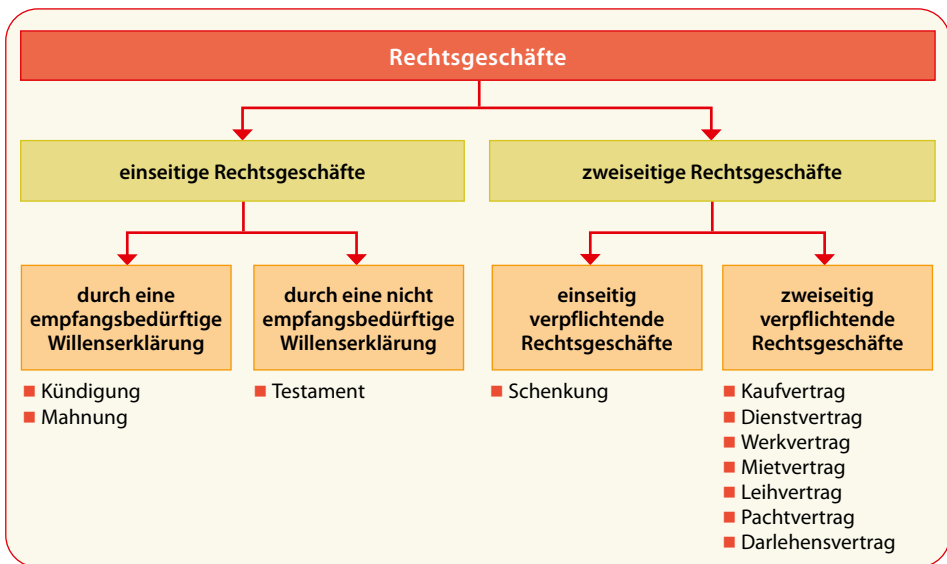 Rechtsgeschäfte
einseitige Rechtsgeschäfte
zweiseitige Rechtsgeschäfte
durch eine
empfangsbedürftige
Willenserklärung
durch eine nicht
empfangsbedürftige
Willenserklärung
einseitig
verpflichtende
Rechtsgeschäfte
zweiseitig
verpflichtende
Rechtsgeschäfte
Kündigung
Mahnung
Testament
Schenkung
Kaufvertrag
Dienstvertrag
Werkvertrag
Mietvertrag
Leihvertrag
Pachtvertrag
Darlehensvertrag